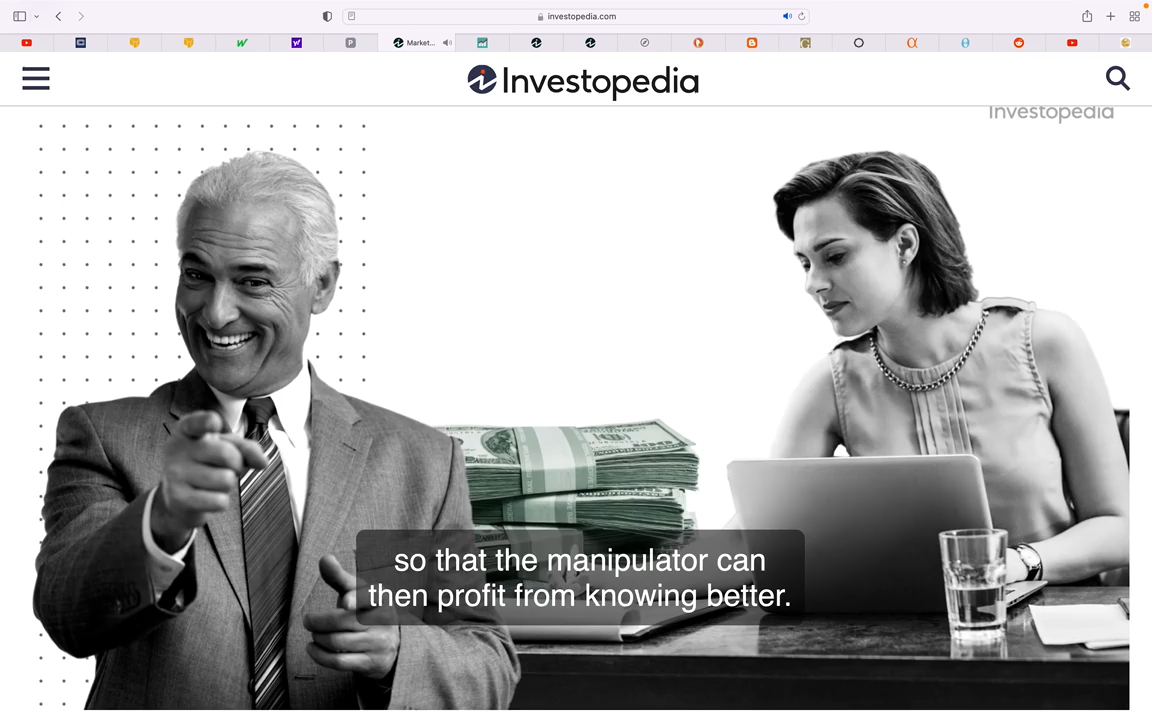 investopedia.com
Market...
Investopedia
Investopedia
so that the manipulator can
then profit from knowing better.